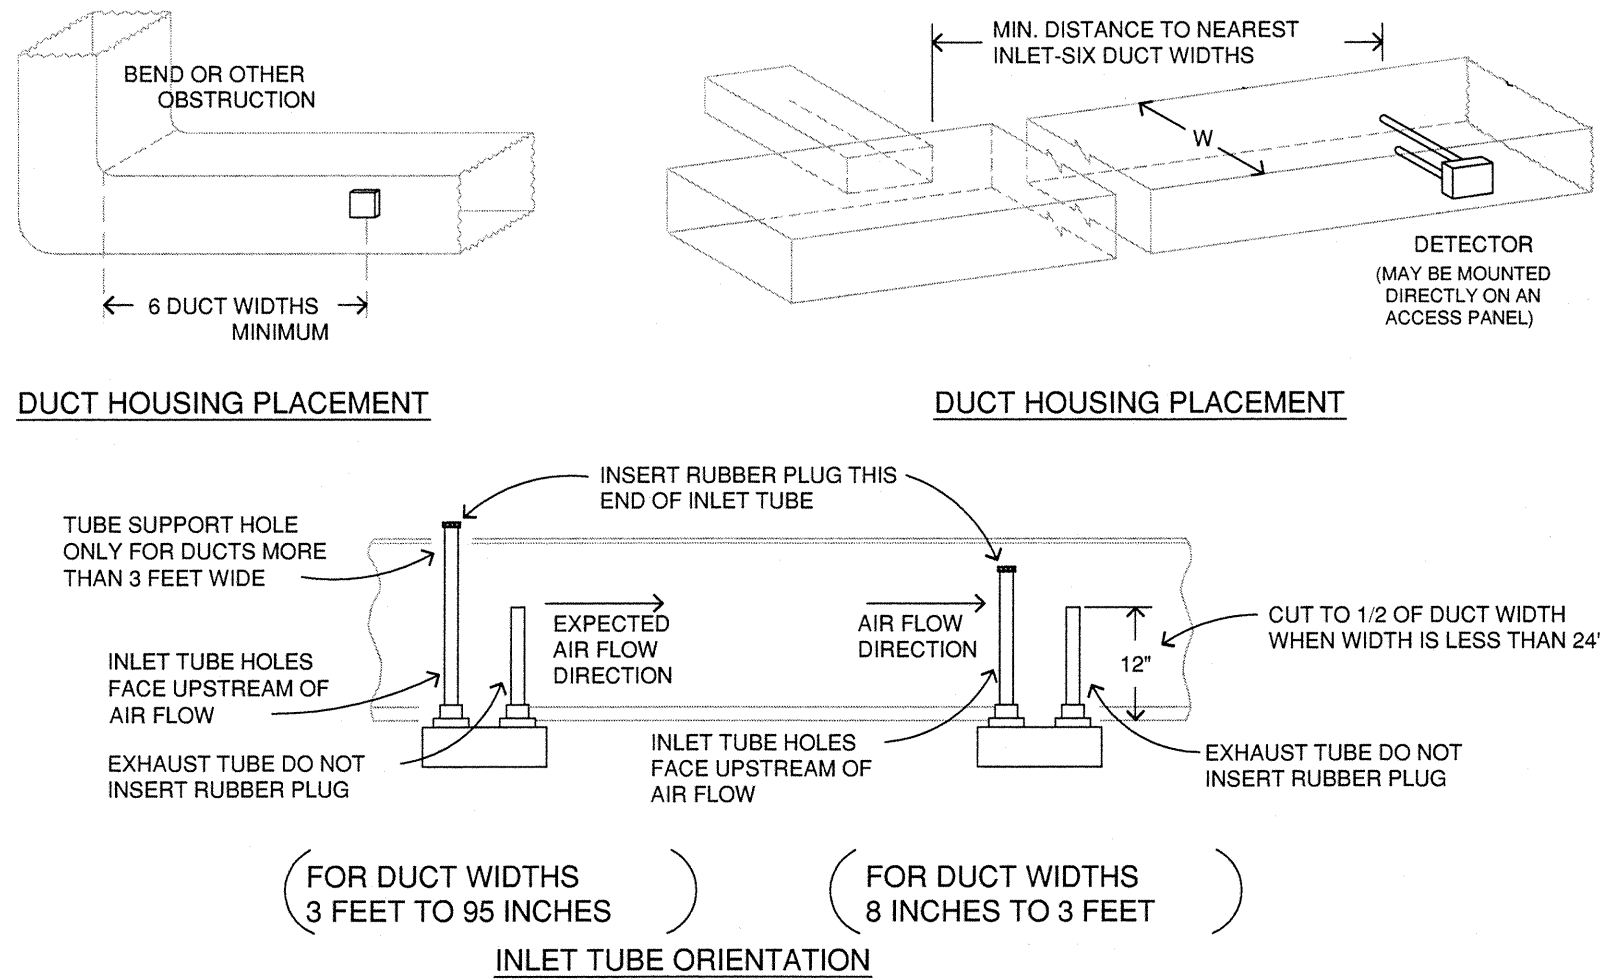 BEND OR OTHER
OBSTRUCTION
6 DUCT WIDTHS
MINIMUM
DUCT HOUSING PLACEMENT
MIN. DISTANCE TO NEAREST
INLET-SIX DUCT WIDTHS
W
DETECTOR
(MAY BE MOUNTED
DIRECTLY ON AN
ACCESS PANEL)
DUCT HOUSING PLACEMENT
INSERT RUBBER PLUG THIS
END OF INLET TUBE
TUBE SUPPORT HOLE
ONLY FOR DUCTS MORE
THAN 3 FEET WIDE
EXPECTED
AIR FLOW
DIRECTION
INLET TUBE HOLES
FACE UPSTREAM OF
AIR FLOW
EXHAUST TUBE DO NOT
INSERT RUBBER PLUG
AIR FLOW
DIRECTION
12"
CUT TO 1/2 OF DUCT WIDTH
WHEN WIDTH IS LESS THAN 24'
INLET TUBE HOLES
FACE UPSTREAM OF
AIR FLOW
EXHAUST TUBE DO NOT
INSERT RUBBER PLUG
(FOR DUCT WIDTHS
3 FEET TO 95 INCHES)
(FOR DUCT WIDTHS
8 INCHES TO 3 FEET)
INLET TUBE ORIENTATION